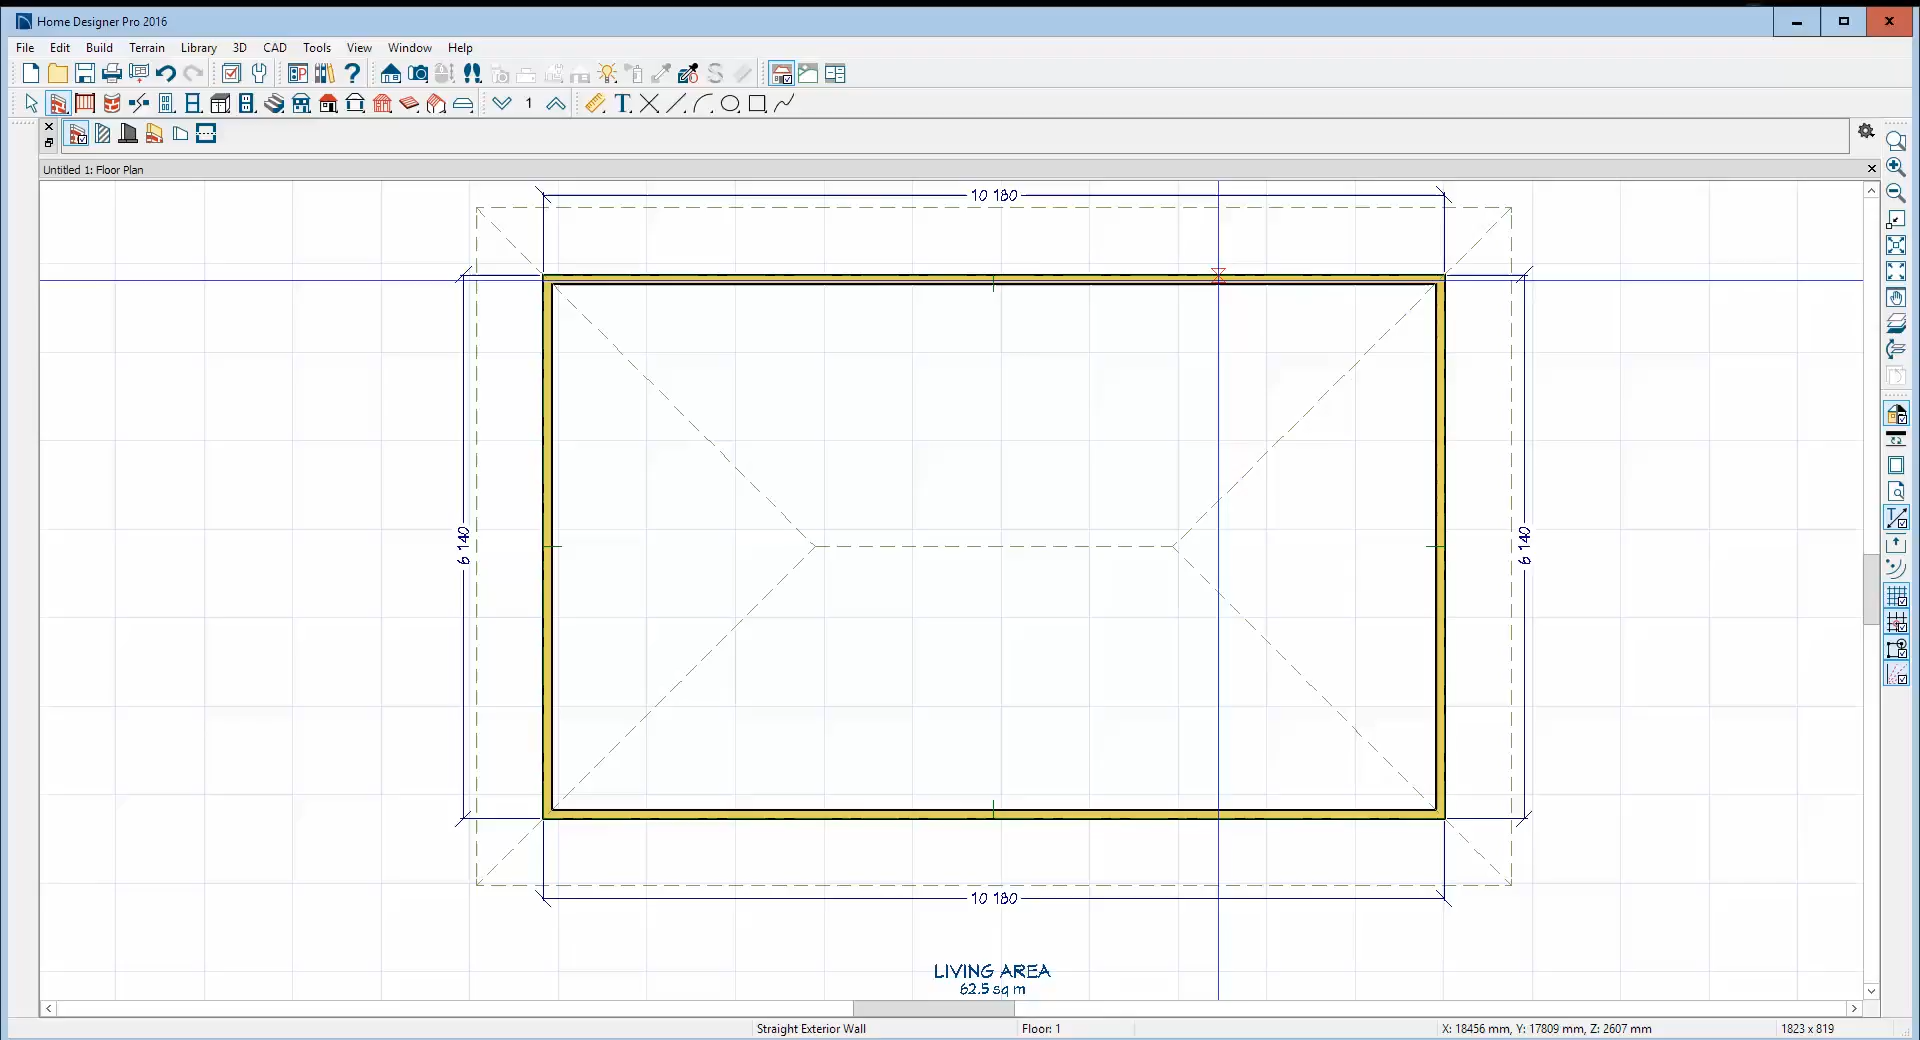 Home Designer Pro 2016
File Edit Build Terrain Library 3D CAD Tools View Window Help
1
Untitled 1: Floor Plan
10 180
6 140
6 140
10 180
LIVING AREA
62.5 sq m
Straight Exterior Wall Floor: 1 X: 18456 mm, Y: 17809 mm, Z: 2607 mm 1823 x 819